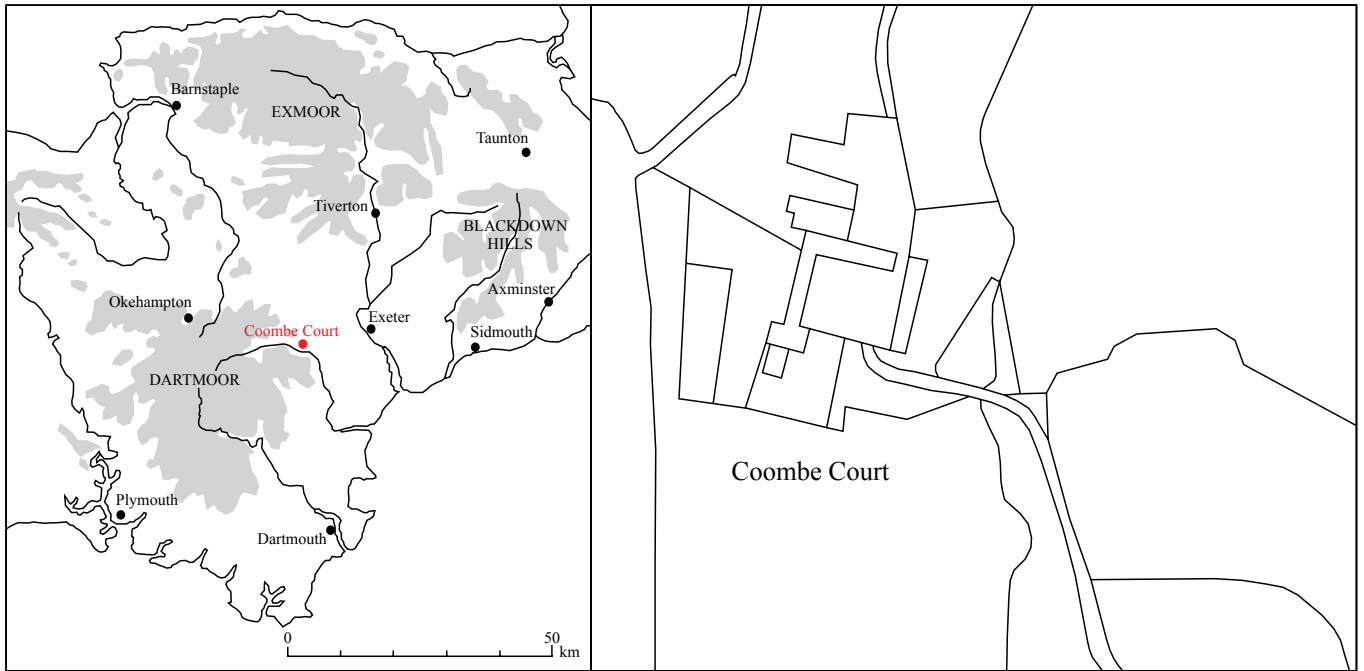 Barnstaple
EXMOOR
Taunton
Tiverton
BLACKDOWN
HILLS
Axminster
Okehampton
Exeter
Coombe Court
Sidmouth
DARTMOOR
Plymouth
Dartmouth
0
50
km
Coombe Court